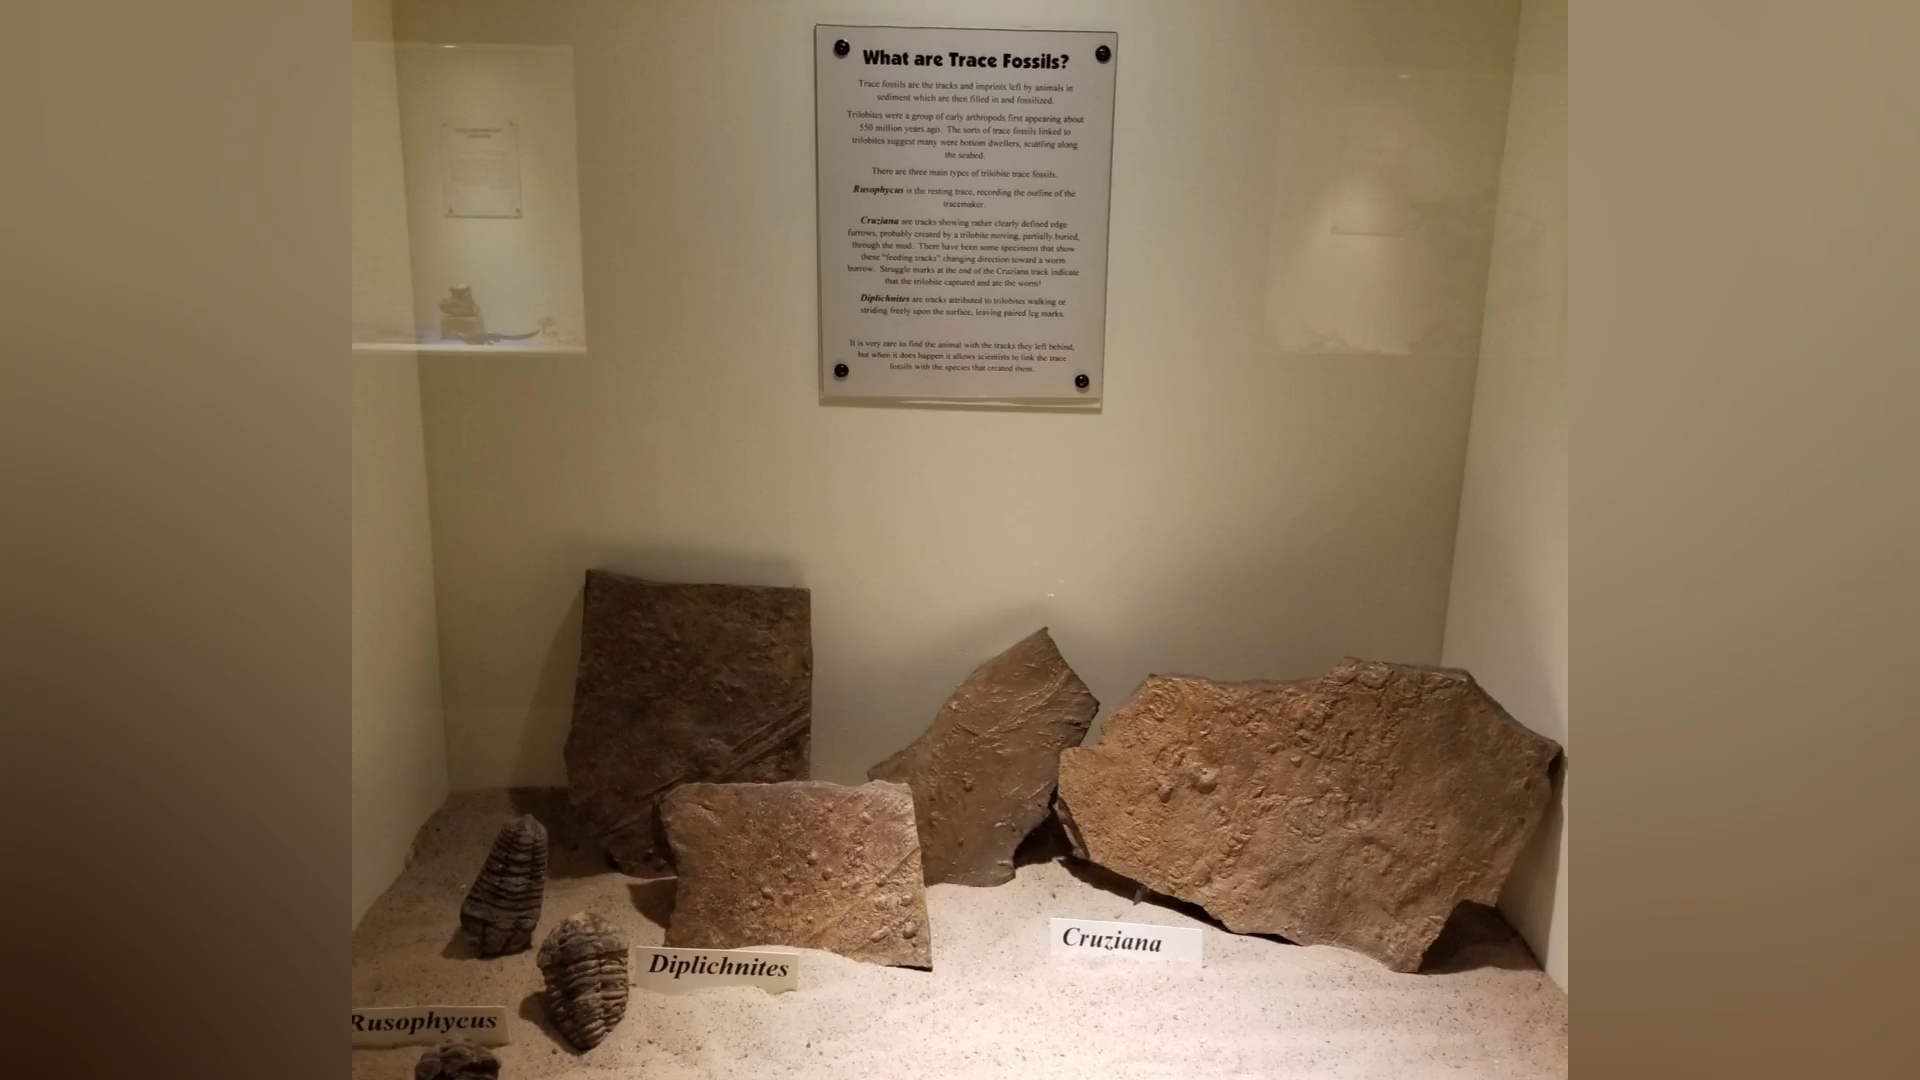 What are Trace Fossils?
Trace fossils are the tracks and imprints left by animals in
sediment which are then filled in and fossilized.
Trilobites were a group of early arthropods first appearing about
550 million years ago. The sorts of trace fossils linked to
trilobites suggest many were bottom dwellers, scuttling along
the seabed.
There are three main types of trilobite trace fossils.
Rusophycus is the resting trace, recording the outline of the
tracemaker.
Cruziana are tracks showing rather clearly defined edge
furrows, probably created by a trilobite moving, partially buried,
through the mud. There have been some specimens that show
these "feeding tracks" changing direction toward a worm
burrow. Struggle marks at the end of the Cruziana track indicate
that the trilobite captured and ate the worm!
Diplichnites are tracks attributed to trilobites walking or
striding freely upon the surface, leaving paired leg marks.
It is very rare to find the animal with the tracks they left behind,
but when it does happen it allows scientists to link the trace
fossils with the species that created them.
Cruziana
Diplichnites
Rusophycus